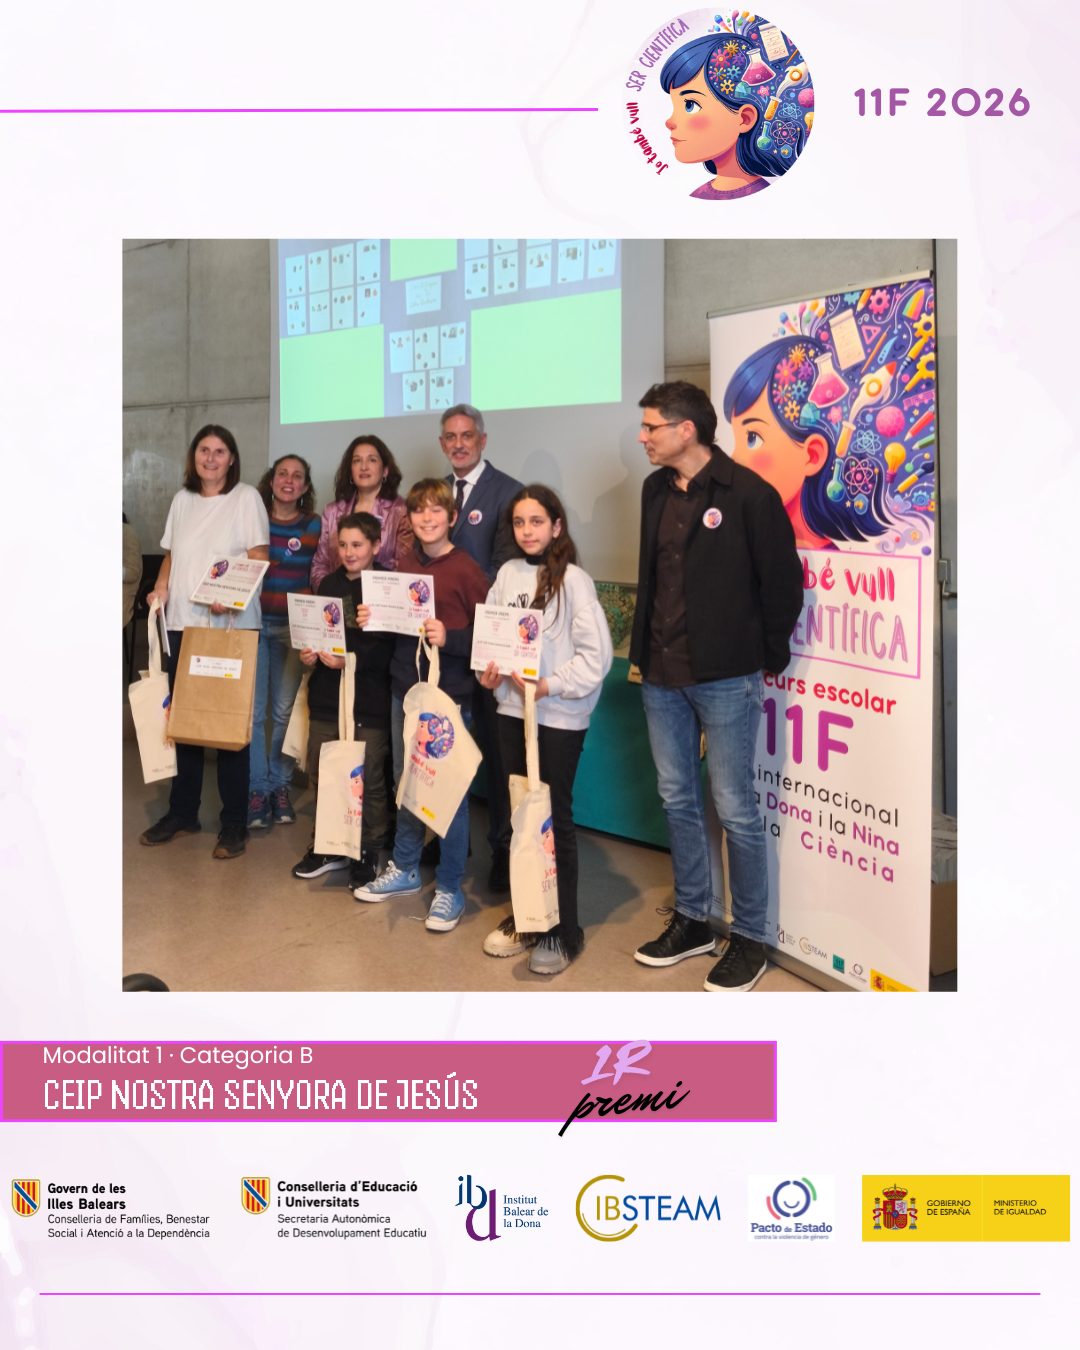 SER CIENTÍFICA
Jo també vull
11F 2026
bé vull
ENTÍFICA
curs escolar
11F
internacional
a Dona i la Nina
la Ciència
IBSTEAM
Modalitat 1 · Categoria B
CEIP NOSTRA SENYORA DE JESÚS
1R
premi
Govern de les
Illes Balears
Conselleria de Famílies, Benestar
Social i Atenció a la Dependència
Conselleria d'Educació
i Universitats
Secretaria Autonòmica
de Desenvolupament Educatiu
ibd
Institut
Balear de
la Dona
IBSTEAM
Pacto de Estado
contra la violencia de género
GOBIERNO
DE ESPAÑA
MINISTERIO
DE IGUALDAD